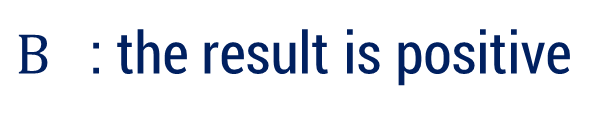 B : the result is positive